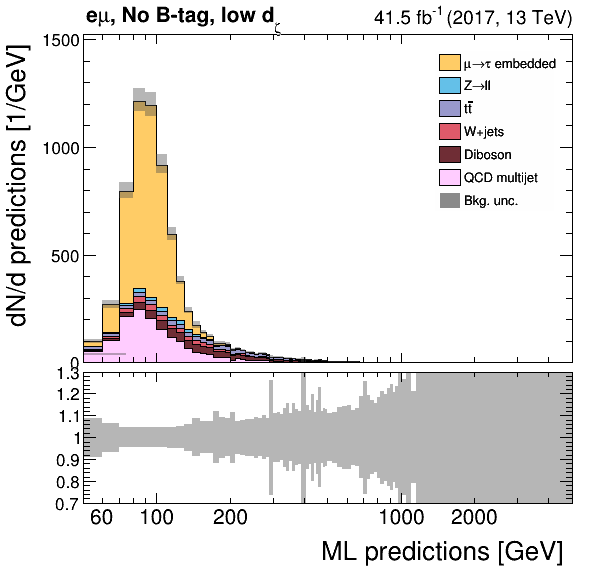 eμ, No B-tag, low dζ
41.5 fb⁻¹ (2017, 13 TeV)
dN/d predictions [1/GeV]
1500
1000
500
0
μ→τ embedded
Z→ll
tt̅
W+jets
Diboson
QCD multijet
Bkg. unc.
1.3
1.2
1.1
1
0.9
0.8
0.7
60 100 200 1000 2000
ML predictions [GeV]